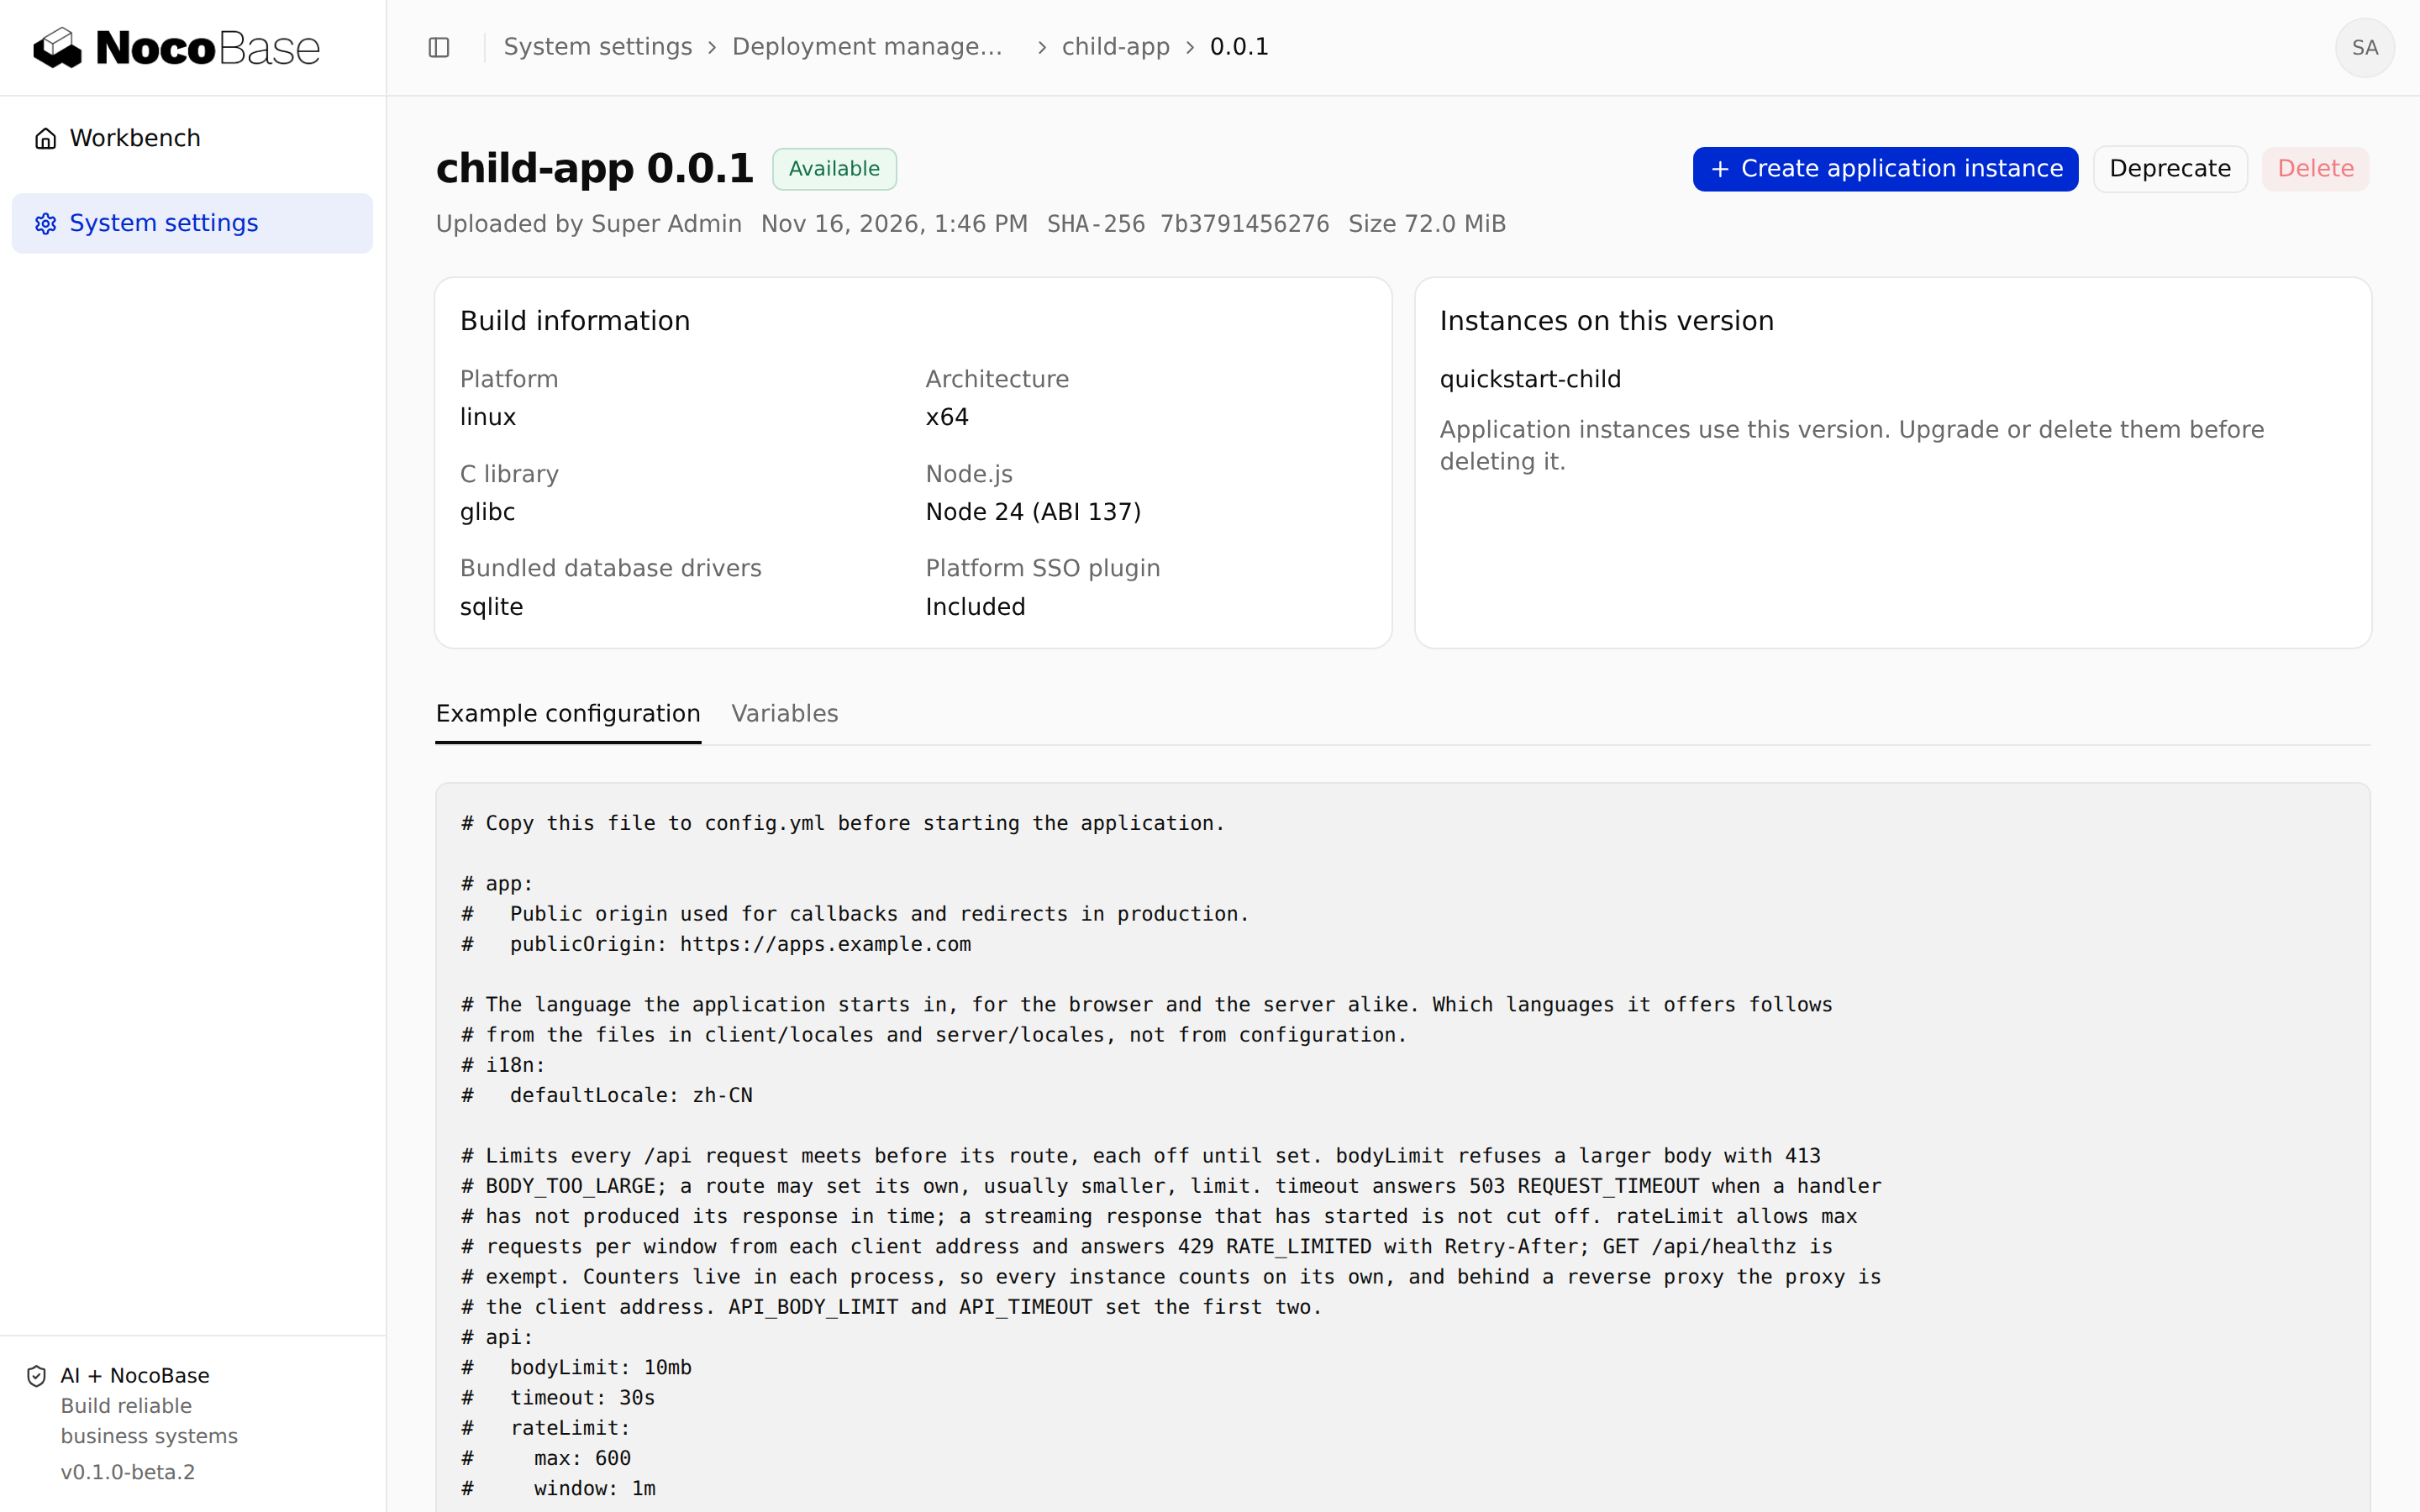 NocoBase
System settings > Deployment manage... > child-app > 0.0.1
SA
Workbench
System settings
child-app 0.0.1
Available
+ Create application instance
Deprecate
Delete
Uploaded by Super Admin Nov 16, 2026, 1:46 PM SHA-256 7b3791456276 Size 72.0 MiB
Build information
Platform
linux
Architecture
x64
C library
glibc
Node.js
Node 24 (ABI 137)
Bundled database drivers
sqlite
Platform SSO plugin
Included
Instances on this version
quickstart-child
Application instances use this version. Upgrade or delete them before
deleting it.
Example configuration
Variables
# Copy this file to config.yml before starting the application.
# app:
#   Public origin used for callbacks and redirects in production.
#   publicOrigin: https://apps.example.com
# The language the application starts in, for the browser and the server alike. Which languages it offers follows
# from the files in client/locales and server/locales, not from configuration.
# i18n:
#   defaultLocale: zh-CN
# Limits every /api request meets before its route, each off until set. bodyLimit refuses a larger body with 413
# BODY_TOO_LARGE; a route may set its own, usually smaller, limit. timeout answers 503 REQUEST_TIMEOUT when a handler
# has not produced its response in time; a streaming response that has started is not cut off. rateLimit allows max
# requests per window from each client address and answers 429 RATE_LIMITED with Retry-After; GET /api/healthz is
# exempt. Counters live in each process, so every instance counts on its own, and behind a reverse proxy the proxy is
# the client address. API_BODY_LIMIT and API_TIMEOUT set the first two.
# api:
#   bodyLimit: 10mb
#   timeout: 30s
#   rateLimit:
#     max: 600
#     window: 1m
AI + NocoBase
Build reliable
business systems
v0.1.0-beta.2